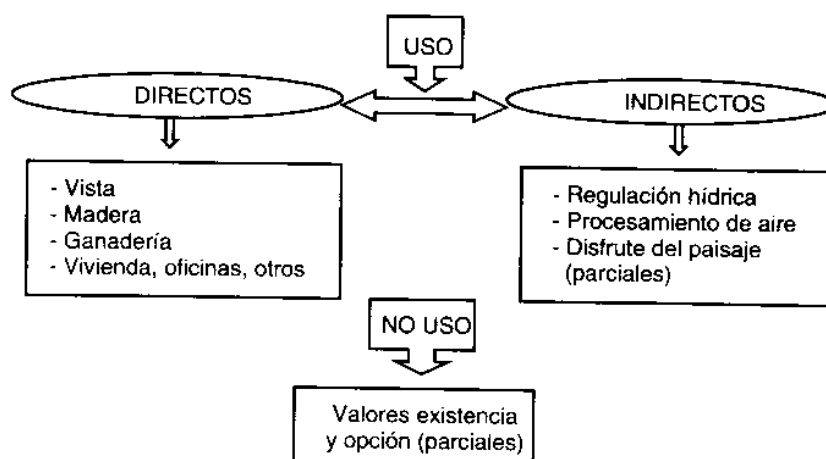 USO
DIRECTOS
INDIRECTOS
- Vista
- Madera
- Ganadería
- Vivienda, oficinas, otros
- Regulación hídrica
- Procesamiento de aire
- Disfrute del paisaje
(parciales)
NO USO
Valores existencia
y opción (parciales)